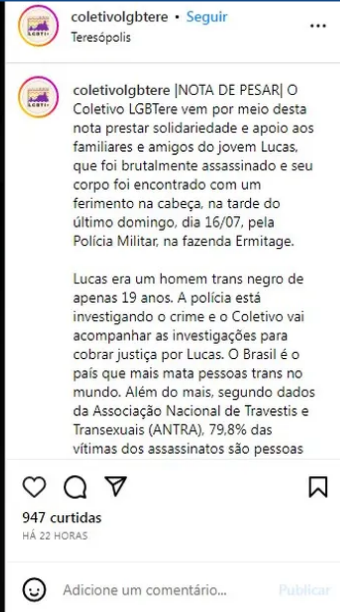 coletivolgbtere • Seguir
Teresópolis
coletivolgbtere |NOTA DE PESAR| O
Coletivo LGBTere vem por meio desta
nota prestar solidariedade e apoio aos
familiares e amigos do jovem Lucas,
que foi brutalmente assassinado e seu
corpo foi encontrado com um
ferimento na cabeça, na tarde do
último domingo, dia 16/07, pela
Polícia Militar, na fazenda Ermitage.
Lucas era um homem trans negro de
apenas 19 anos. A polícia está
investigando o crime e o Coletivo vai
acompanhar as investigações para
cobrar justiça por Lucas. O Brasil é o
país que mais mata pessoas trans no
mundo. Além do mais, segundo dados
da Associação Nacional de Travestis e
Transexuais (ANTRA), 79,8% das
vítimas dos assassinatos são pessoas
947 curtidas
HÁ 22 HORAS
Adicione um comentário... Publicar